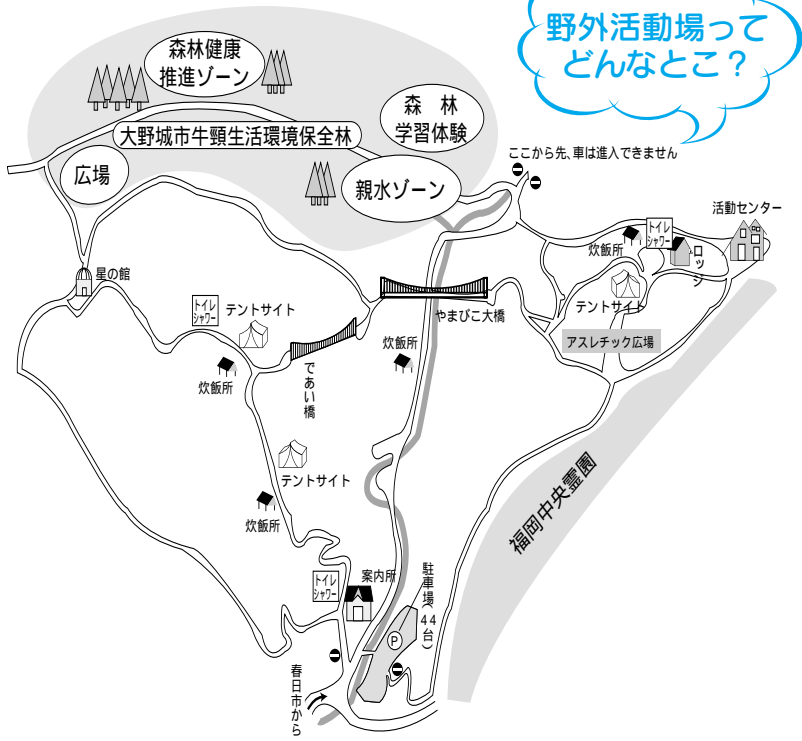 野外活動場って
どんなとこ？
森林健康
推進ゾーン
森 林
学習体験
大野城市牛頸生活環境保全林
広場
親水ゾーン
ここから先、車は進入できません
活動センター
トイレ
シャワー
炊飯所
ロッジ
星の館
テントサイト
トイレ
シャワー
テントサイト
やまびこ大橋
アスレチック広場
炊飯所
炊飯所
であい橋
テントサイト
炊飯所
福岡中央霊園
トイレ
シャワー
案内所
駐車場(44台)
P
春日市から